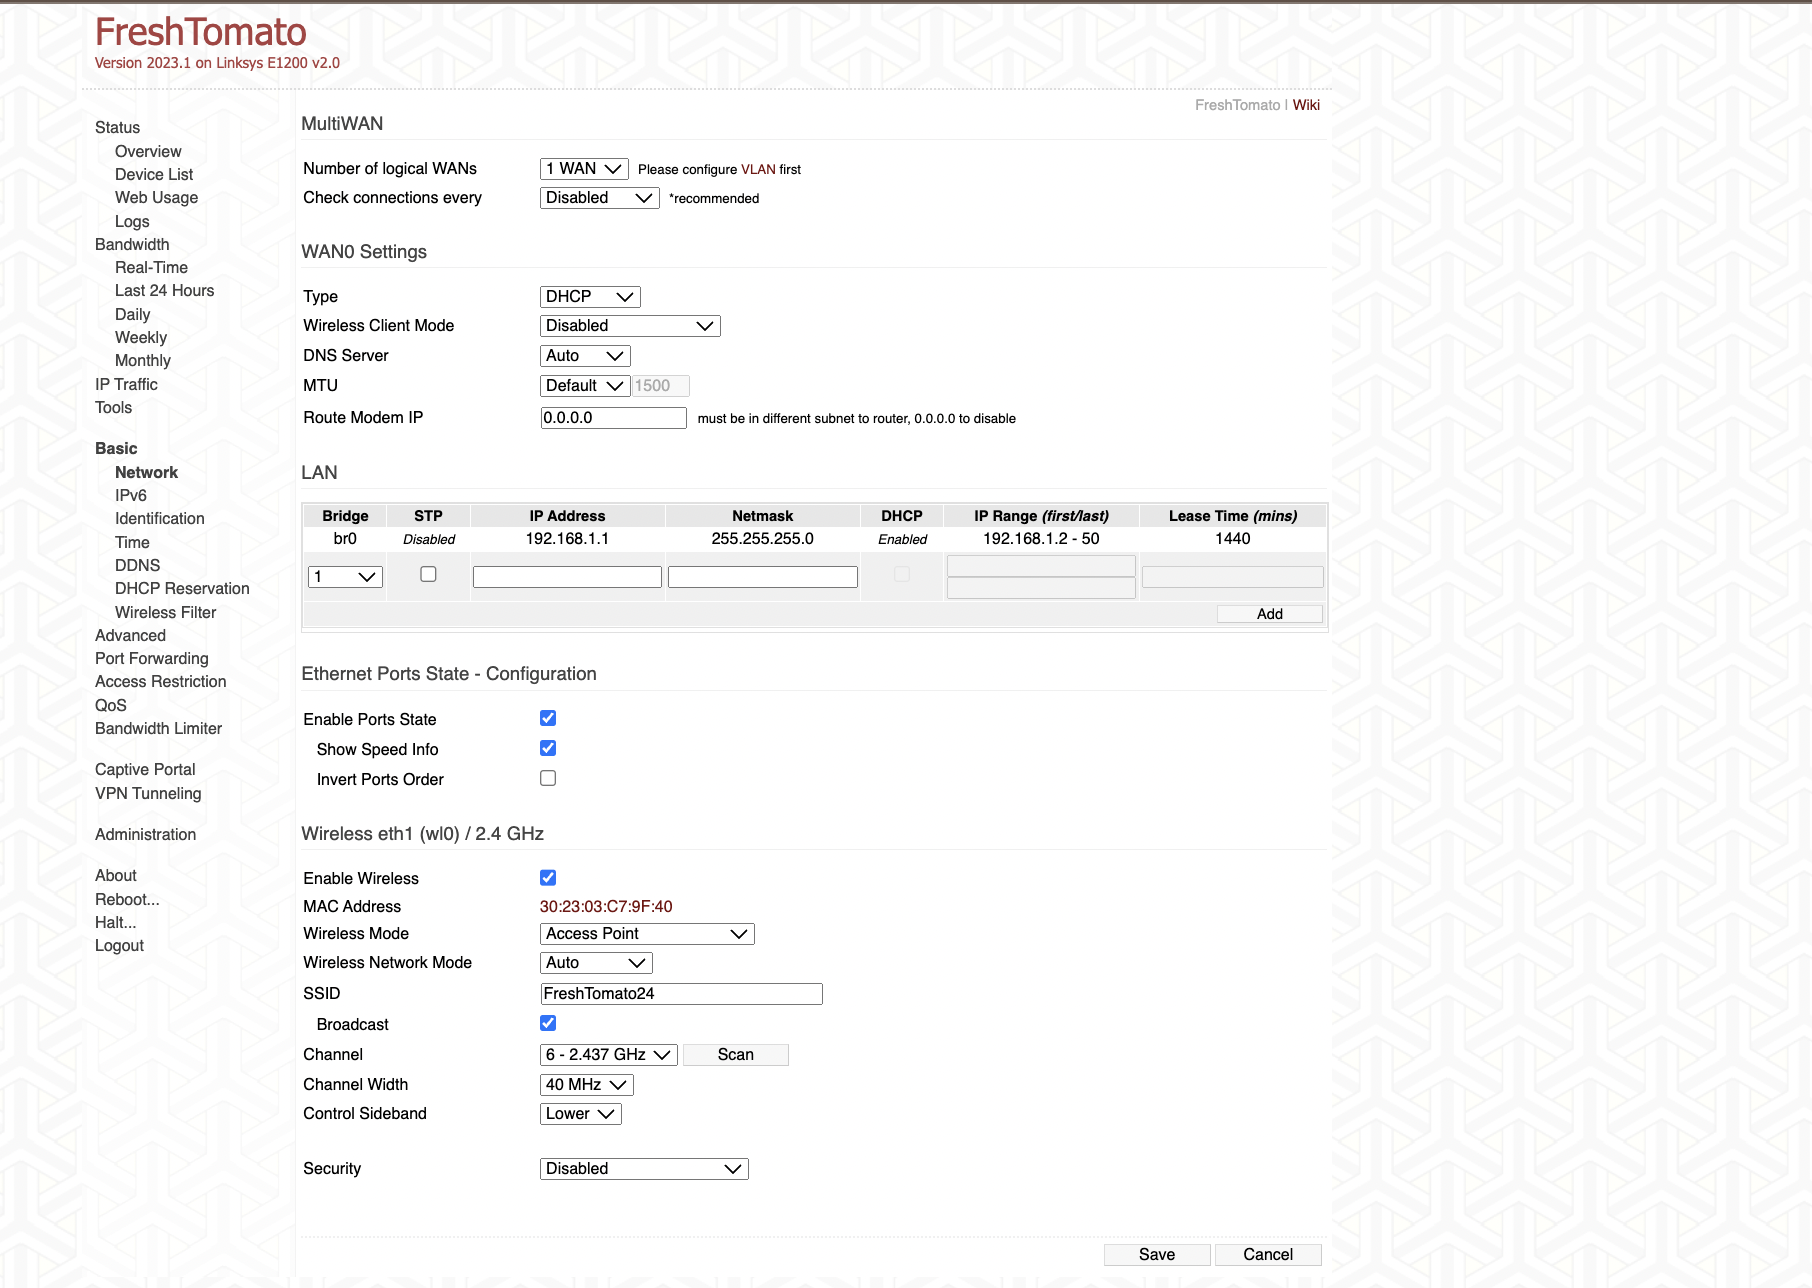 FreshTomato
Version 2023.1 on Linksys E1200 v2.0
FreshTomato | Wiki
Status
Overview
Device List
Web Usage
Logs
Bandwidth
Real-Time
Last 24 Hours
Daily
Weekly
Monthly
IP Traffic
Tools
Basic
Network
IPv6
Identification
Time
DDNS
DHCP Reservation
Wireless Filter
Advanced
Port Forwarding
Access Restriction
QoS
Bandwidth Limiter
Captive Portal
VPN Tunneling
Administration
About
Reboot...
Halt...
Logout
MultiWAN
Number of logical WANs 1 WAN Please configure VLAN first
Check connections every Disabled *recommended
WAN0 Settings
Type DHCP
Wireless Client Mode Disabled
DNS Server Auto
MTU Default 1500
Route Modem IP 0.0.0.0 must be in different subnet to router, 0.0.0.0 to disable
LAN
Bridge STP IP Address Netmask DHCP IP Range (first/last) Lease Time (mins)
br0 Disabled 192.168.1.1 255.255.255.0 Enabled 192.168.1.2 - 50 1440
1
Add
Ethernet Ports State - Configuration
Enable Ports State
Show Speed Info
Invert Ports Order
Wireless eth1 (wl0) / 2.4 GHz
Enable Wireless
MAC Address 30:23:03:C7:9F:40
Wireless Mode Access Point
Wireless Network Mode Auto
SSID FreshTomato24
Broadcast
Channel 6 - 2.437 GHz Scan
Channel Width 40 MHz
Control Sideband Lower
Security Disabled
Save Cancel